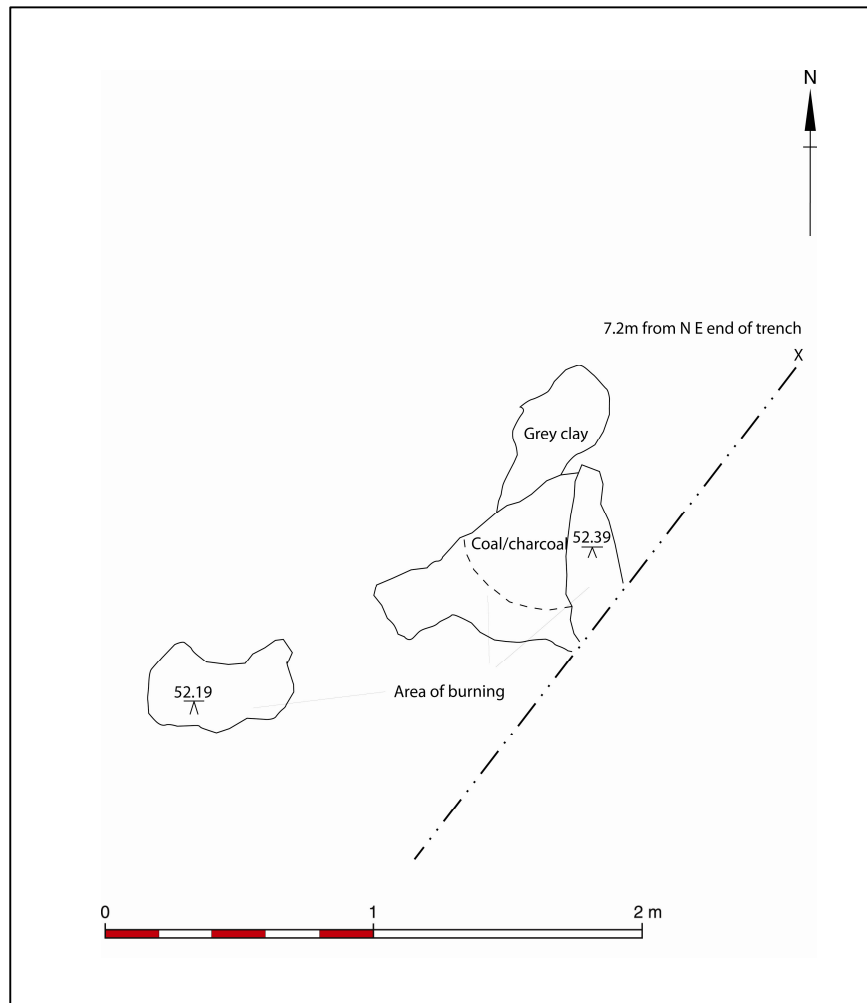 N
7.2m from N E end of trench
X
Grey clay
Coal/charcoal
52.39
52.19
Area of burning
0 1 2 m